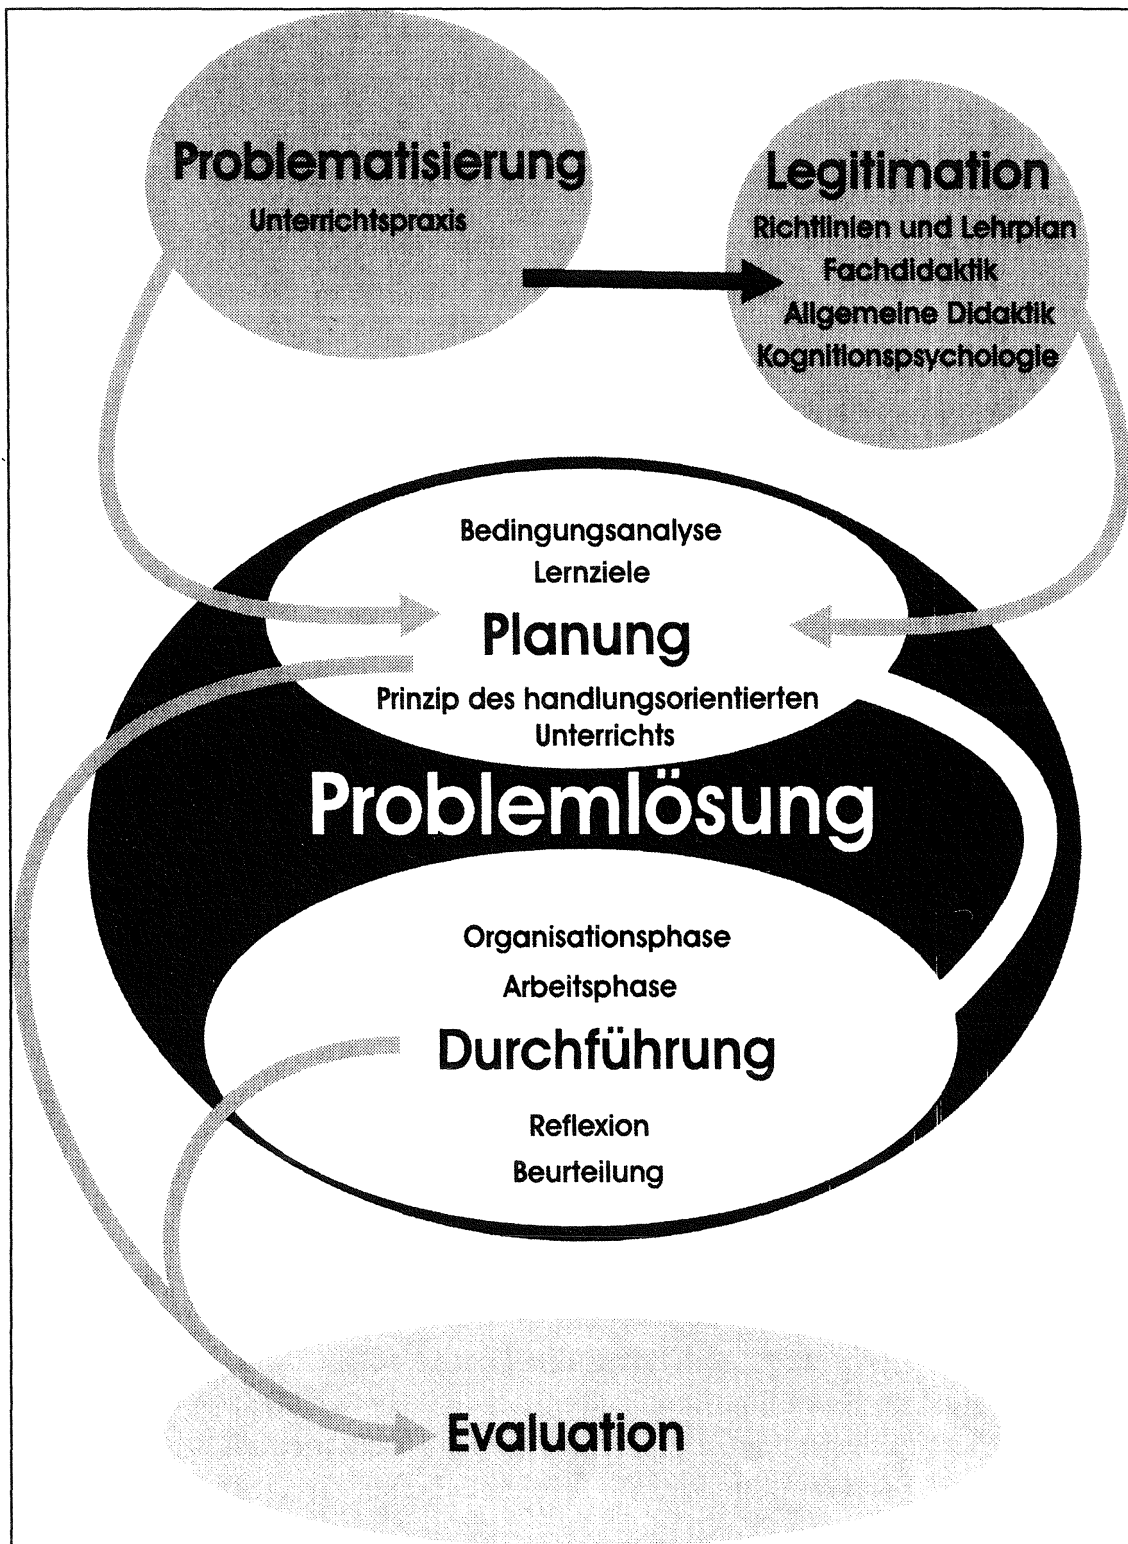 Problematisierung
Unterrichtspraxis
Legitimation
Richtlinien und Lehrplan
Fachdidaktik
Allgemeine Didaktik
Kognitionspsychologie
Bedingungsanalyse
Lernziele
Planung
Prinzip des handlungsorientierten
Unterrichts
Problemlösung
Organisationsphase
Arbeitsphase
Durchführung
Reflexion
Beurteilung
Evaluation